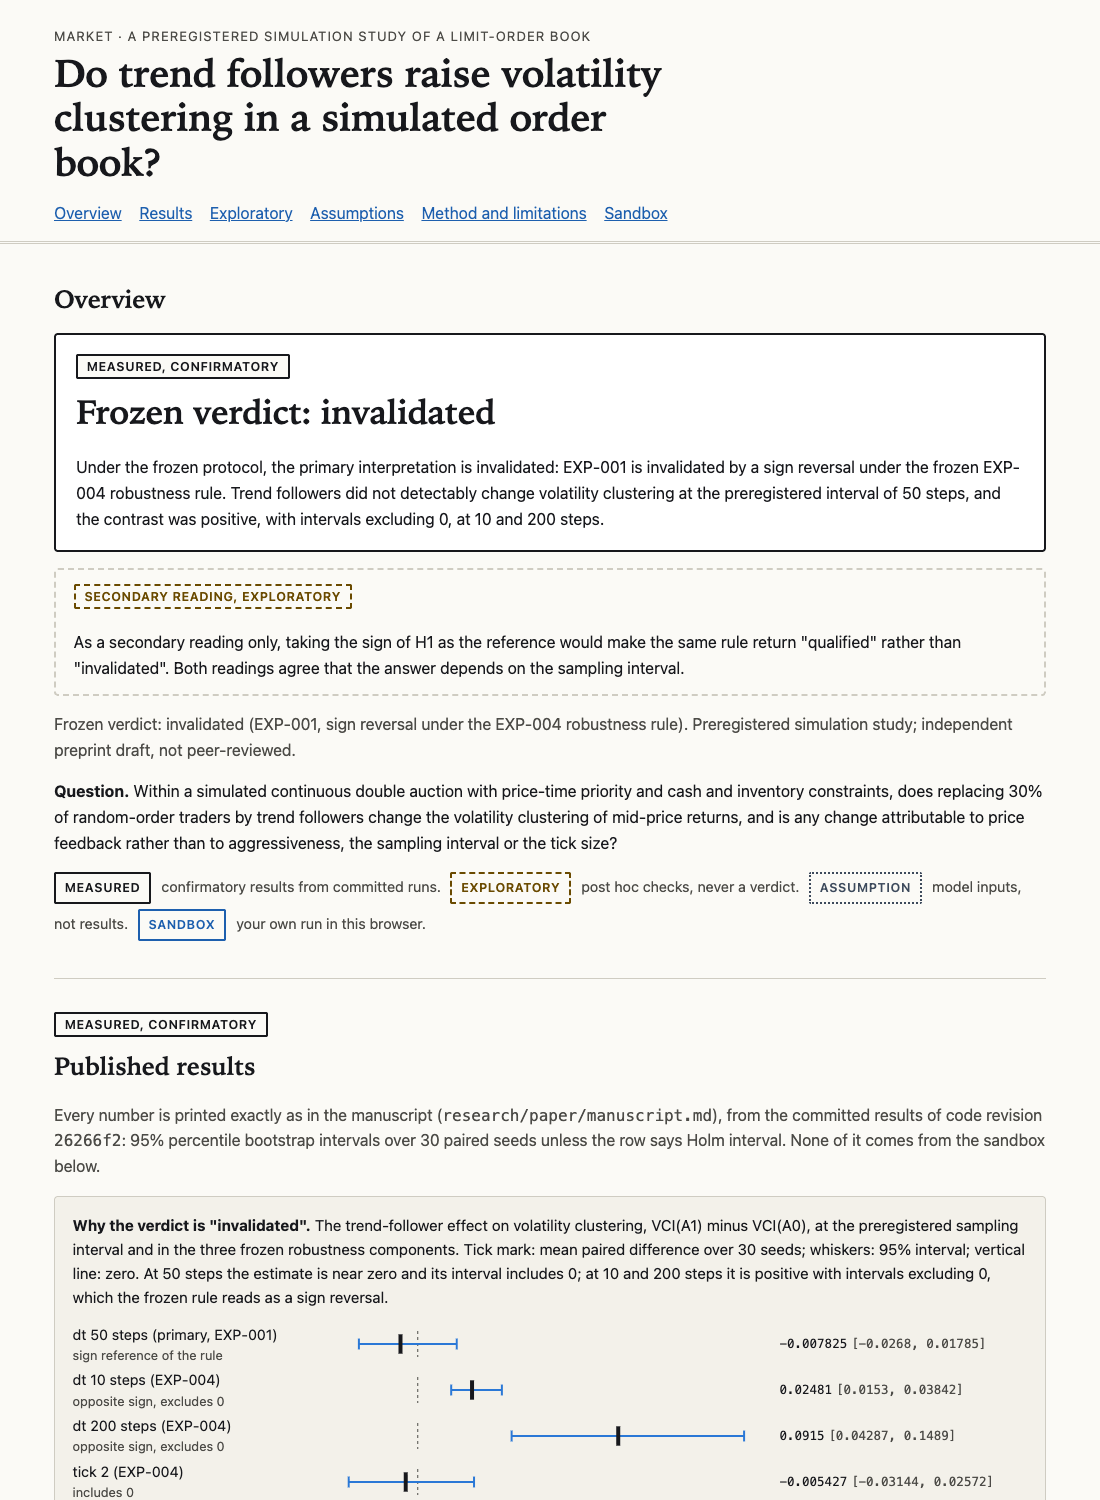 MARKET · A PREREGISTERED SIMULATION STUDY OF A LIMIT-ORDER BOOK
Do trend followers raise volatility
clustering in a simulated order
book?
Overview Results Exploratory Assumptions Method and limitations Sandbox
Overview
MEASURED, CONFIRMATORY
Frozen verdict: invalidated
Under the frozen protocol, the primary interpretation is invalidated: EXP-001 is invalidated by a sign reversal under the frozen EXP-
004 robustness rule. Trend followers did not detectably change volatility clustering at the preregistered interval of 50 steps, and
the contrast was positive, with intervals excluding 0, at 10 and 200 steps.
SECONDARY READING, EXPLORATORY
As a secondary reading only, taking the sign of H1 as the reference would make the same rule return "qualified" rather than
"invalidated". Both readings agree that the answer depends on the sampling interval.
Frozen verdict: invalidated (EXP-001, sign reversal under the EXP-004 robustness rule). Preregistered simulation study; independent
preprint draft, not peer-reviewed.
Question. Within a simulated continuous double auction with price-time priority and cash and inventory constraints, does replacing 30%
of random-order traders by trend followers change the volatility clustering of mid-price returns, and is any change attributable to price
feedback rather than to aggressiveness, the sampling interval or the tick size?
MEASURED confirmatory results from committed runs. EXPLORATORY post hoc checks, never a verdict. ASSUMPTION model inputs,
not results. SANDBOX your own run in this browser.
MEASURED, CONFIRMATORY
Published results
Every number is printed exactly as in the manuscript (research/paper/manuscript.md), from the committed results of code revision
26266f2: 95% percentile bootstrap intervals over 30 paired seeds unless the row says Holm interval. None of it comes from the sandbox
below.
Why the verdict is "invalidated". The trend-follower effect on volatility clustering, VCI(A1) minus VCI(A0), at the preregistered sampling
interval and in the three frozen robustness components. Tick mark: mean paired difference over 30 seeds; whiskers: 95% interval; vertical
line: zero. At 50 steps the estimate is near zero and its interval includes 0; at 10 and 200 steps it is positive with intervals excluding 0,
which the frozen rule reads as a sign reversal.
dt 50 steps (primary, EXP-001) −0.007825 [−0.0268, 0.01785]
sign reference of the rule
dt 10 steps (EXP-004) 0.02481 [0.0153, 0.03842]
opposite sign, excludes 0
dt 200 steps (EXP-004) 0.0915 [0.04287, 0.1489]
opposite sign, excludes 0
tick 2 (EXP-004) −0.005427 [−0.03144, 0.02572]
includes 0